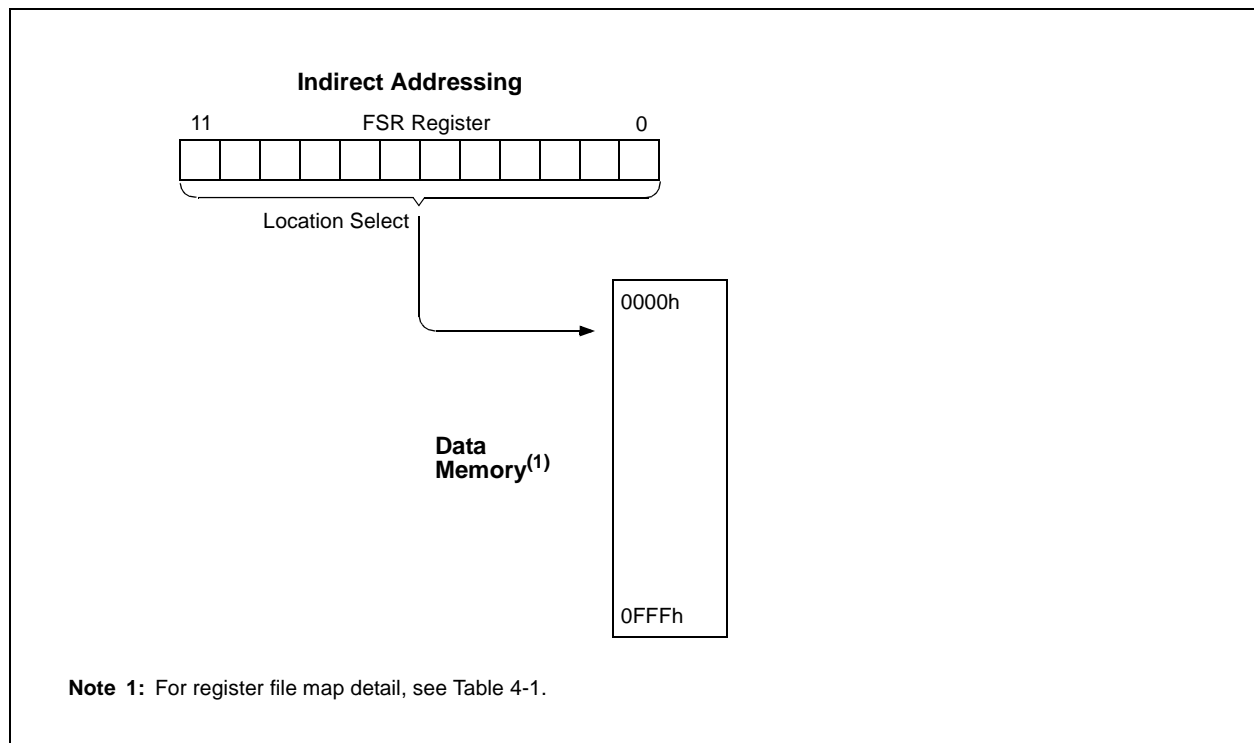 Indirect Addressing
11 FSR Register 0
Location Select
0000h
Data
Memory(1)
0FFFh
Note 1: For register file map detail, see Table 4-1.